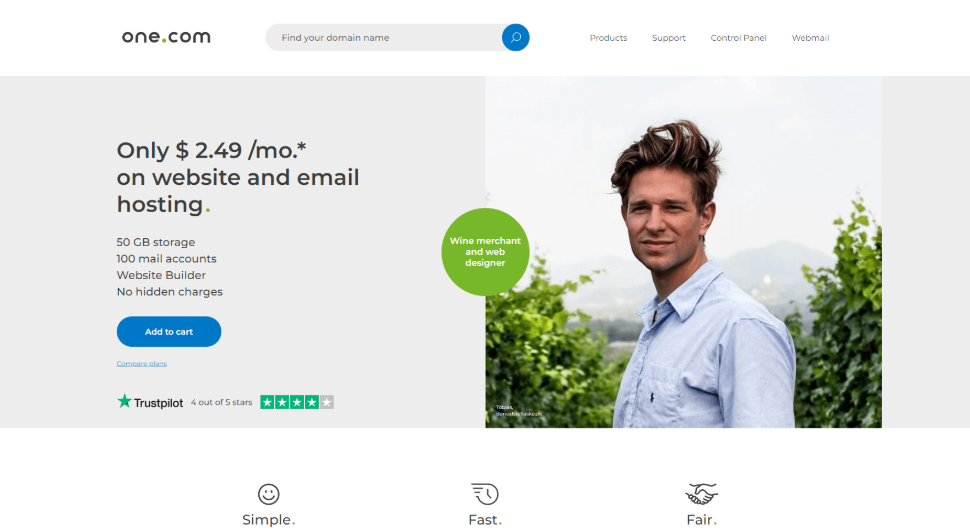 one.com
Find your domain name
Products
Support
Control Panel
Webmail
Only $ 2.49 /mo.*
on website and email
hosting.
50 GB storage
100 mail accounts
Website Builder
No hidden charges
Add to cart
Compare plans
Trustpilot
4 out of 5 stars
Wine merchant
and web
designer
Tobias,
Simple.
Fast.
Fair.